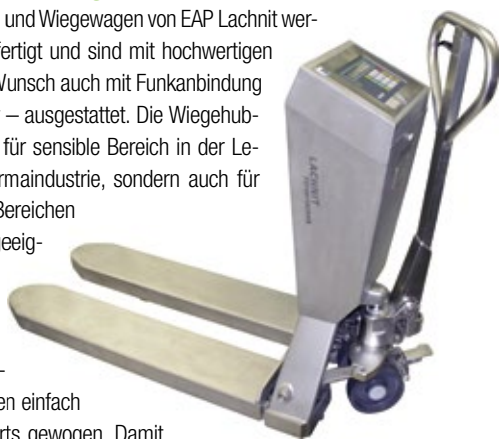 und Wiegewagen von EAP Lachnit wer-
fertigt und sind mit hochwertigen
Wunsch auch mit Funkanbindung
– ausgestattet. Die Wiegehub-
für sensible Bereich in der Le-
rmaindustrie, sondern auch für
Bereichen
geeig-
en einfach
rts gewogen. Damit
LACHNIT